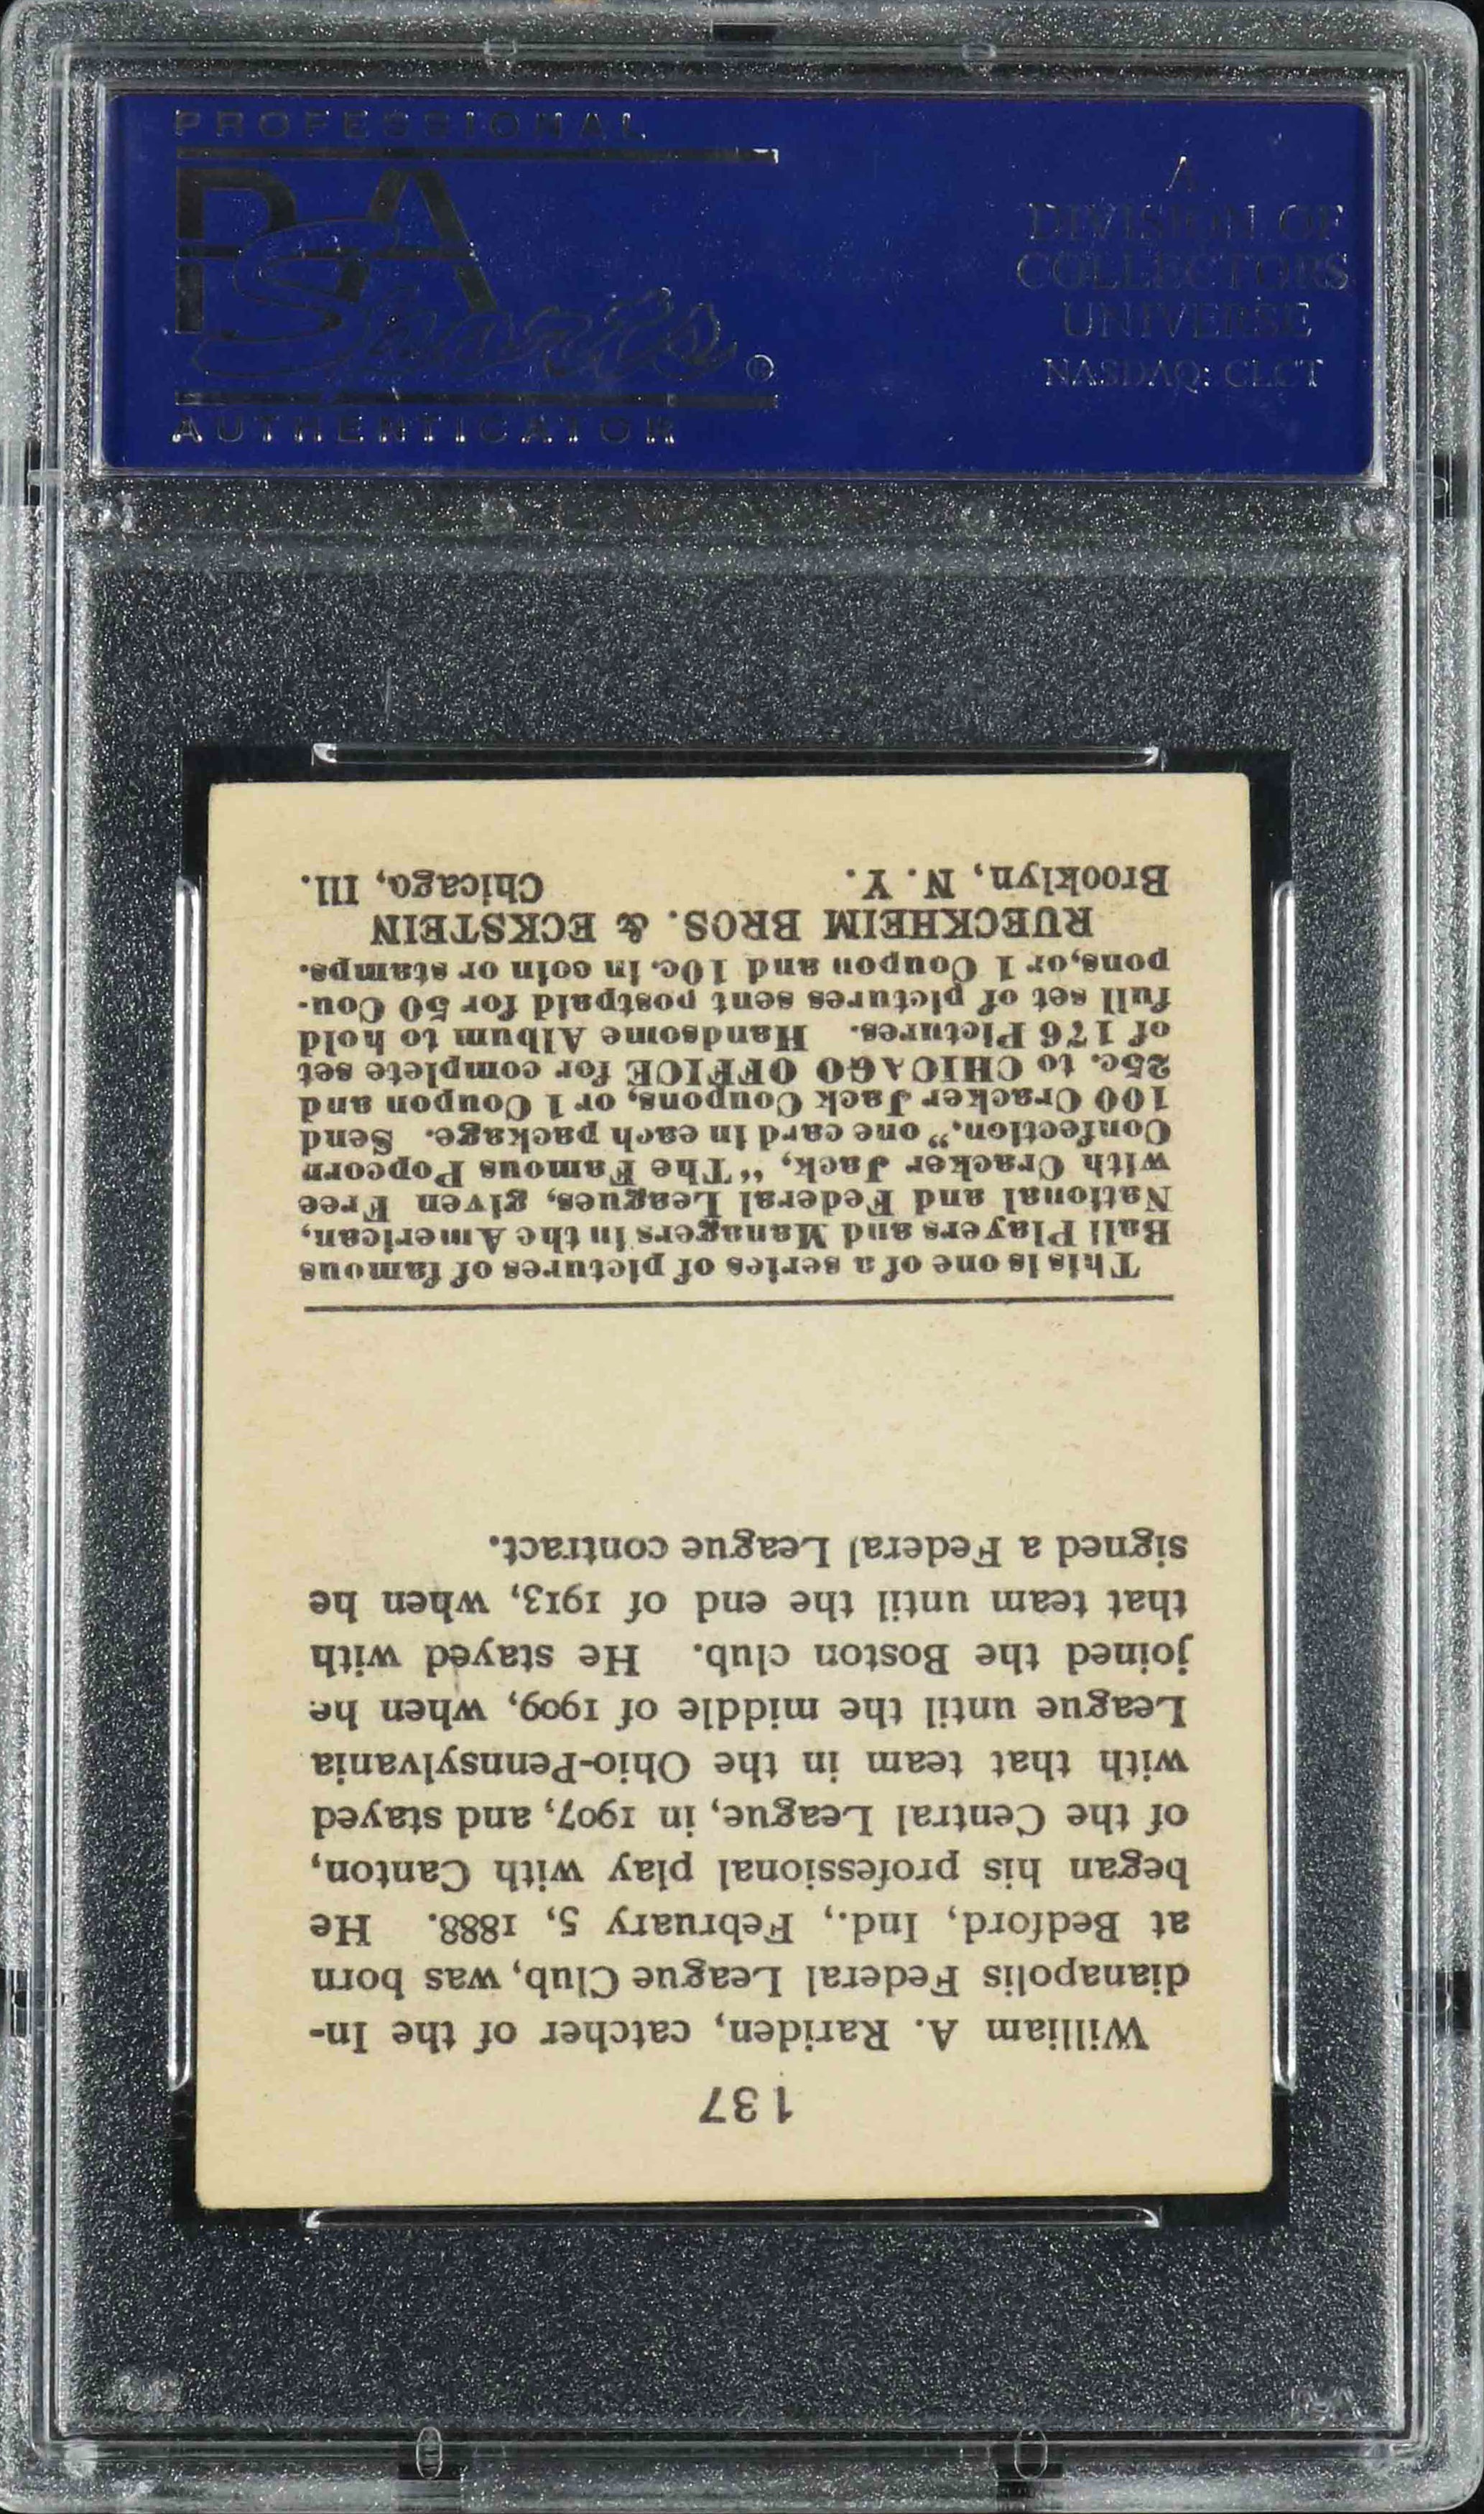 PROFESSIONAL
PSA
Sports®
AUTHENTICATOR
A
DIVISION OF
COLLECTORS
UNIVERSE
NASDAQ: CLCT
137
William A. Rariden, catcher of the In-
dianapolis Federal League Club, was born
at Bedford, Ind., February 5, 1888. He
began his professional play with Canton,
of the Central League, in 1907, and stayed
with that team in the Ohio-Pennsylvania
League until the middle of 1909, when he
joined the Boston club. He stayed with
that team until the end of 1913, when he
signed a Federal League contract.
This is one of a series of pictures of famous
Ball Players and Managers in the American,
National and Federal Leagues, given Free
with Cracker Jack, "The Famous Popcorn
Confection," one card in each package. Send
100 Cracker Jack Coupons, or 1 Coupon and
25c. to CHICAGO OFFICE for complete set
of 176 Pictures. Handsome Album to hold
full set of pictures sent postpaid for 50 Cou-
pons, or 1 Coupon and 10c. in coin or stamps.
RUECKHEIM BROS. & ECKSTEIN
Brooklyn, N. Y. Chicago, Ill.